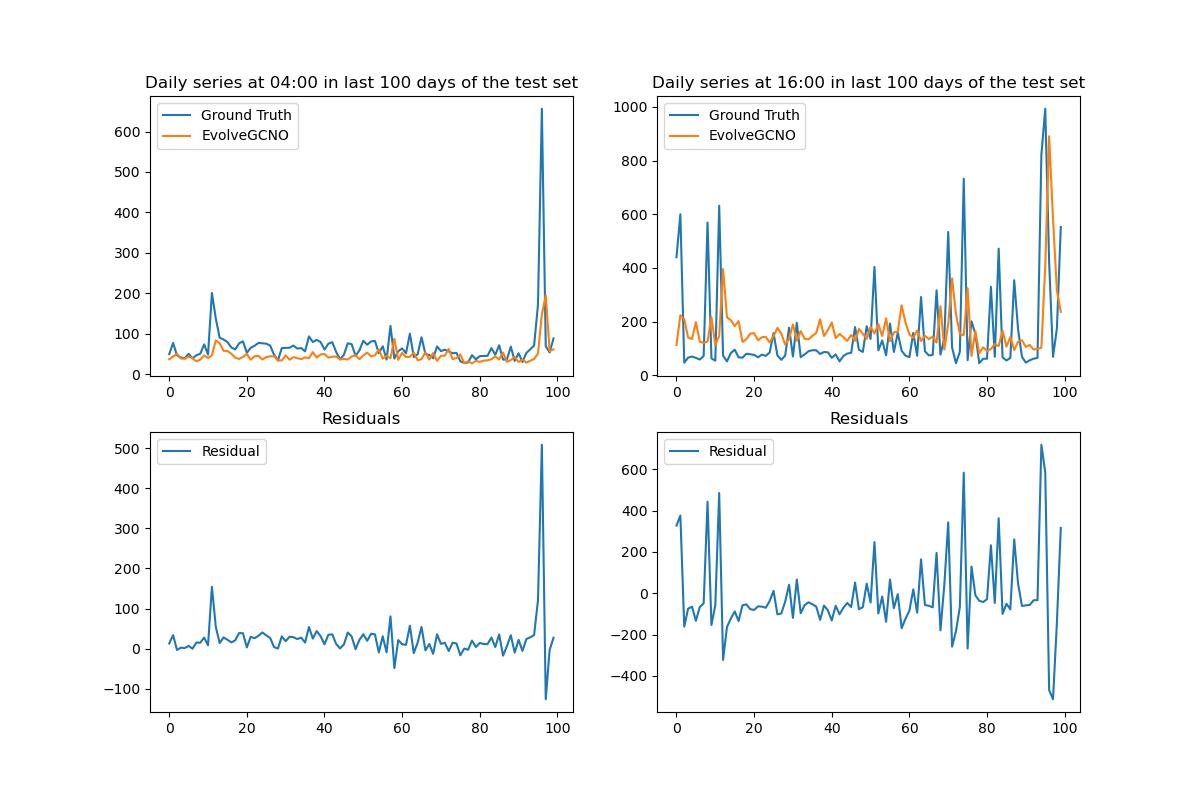 Daily series at 04:00 in last 100 days of the test set
Ground Truth
EvolveGCNO
600
500
400
300
200
100
0
0 20 40 60 80 100
Daily series at 16:00 in last 100 days of the test set
Ground Truth
EvolveGCNO
1000
800
600
400
200
0
0 20 40 60 80 100
Residuals
Residual
500
400
300
200
100
0
−100
0 20 40 60 80 100
Residuals
Residual
600
400
200
0
−200
−400
0 20 40 60 80 100